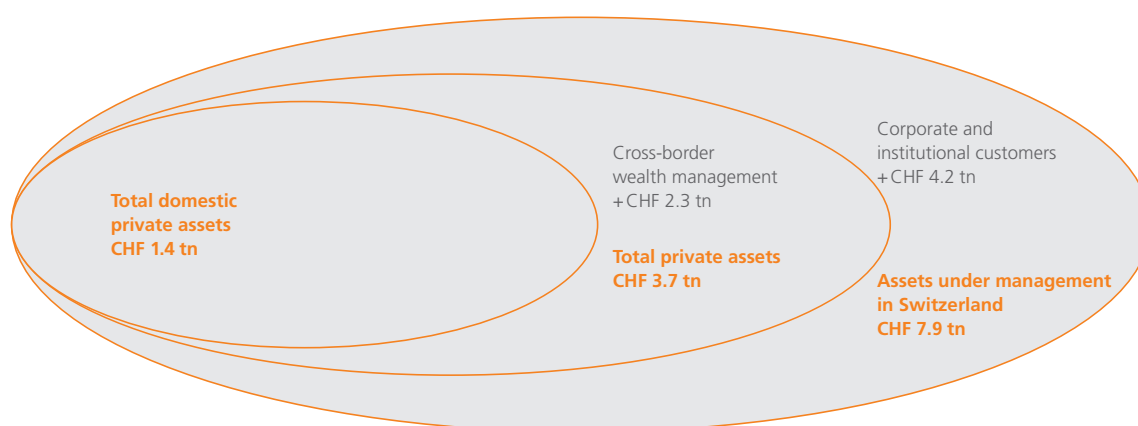 Total domestic
private assets
CHF 1.4 tn
Cross-border
wealth management
+CHF 2.3 tn
Total private assets
CHF 3.7 tn
Corporate and
institutional customers
+CHF 4.2 tn
Assets under management
in Switzerland
CHF 7.9 tn